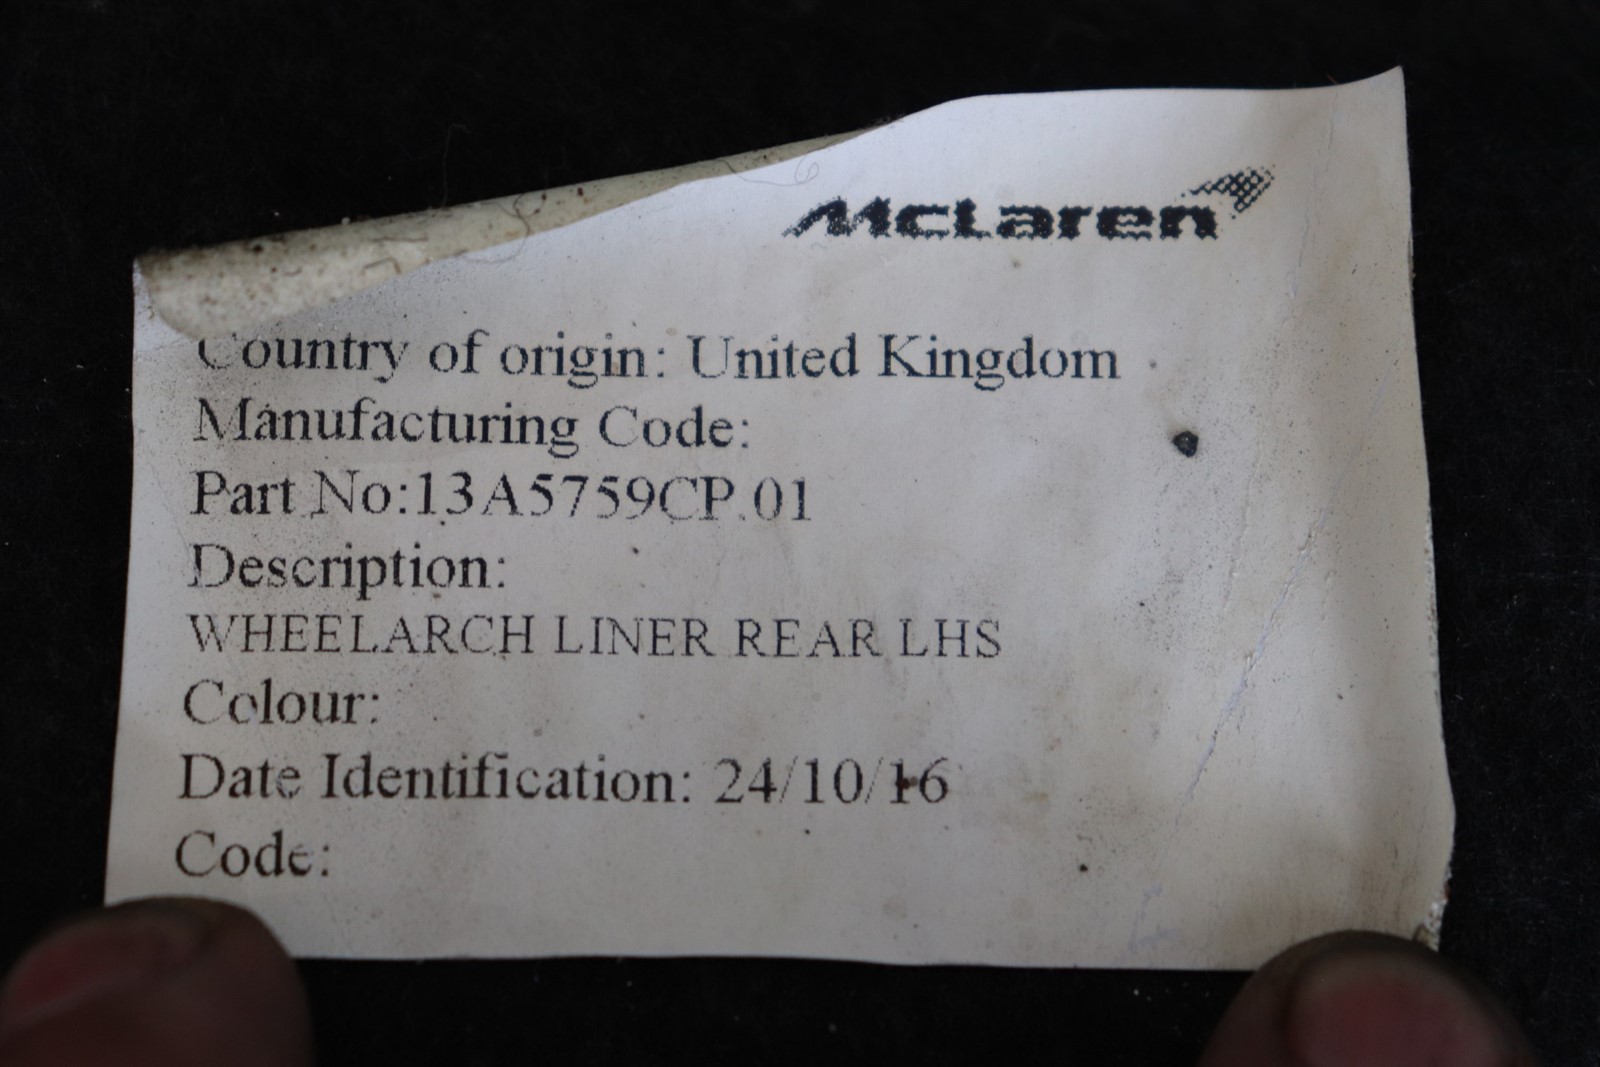 McLaren
Country of origin: United Kingdom
Manufacturing Code:
Part No:13A5759CP.01
Description:
WHEELARCH LINER REAR LHS
Colour:
Date Identification: 24/10/16
Code: